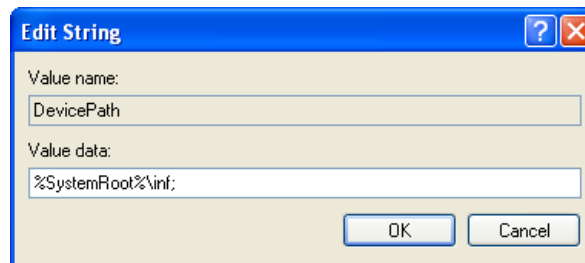 Edit String
Value name:
DevicePath
Value data:
%SystemRoot%\inf;
OK Cancel